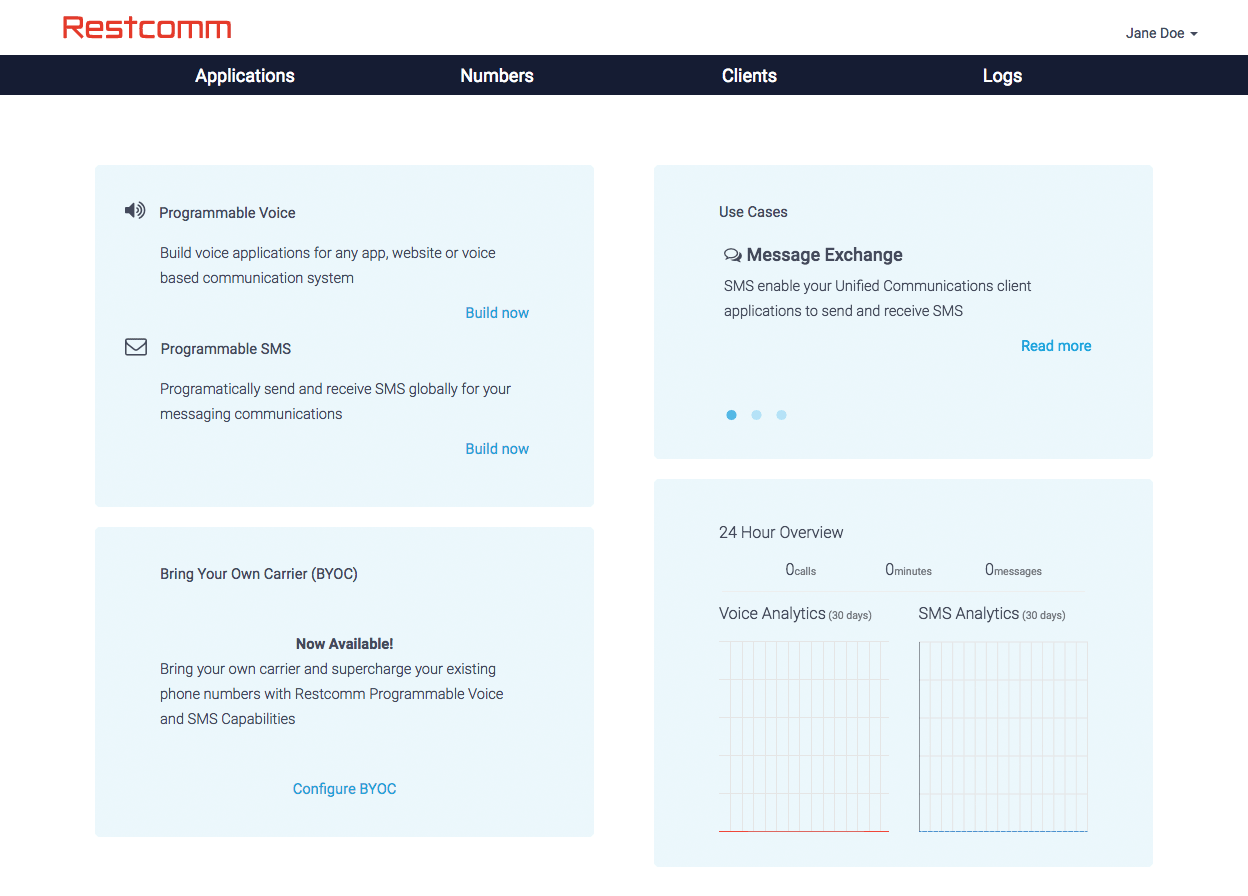 Restcomm
Jane Doe
Applications Numbers Clients Logs
Programmable Voice
Build voice applications for any app, website or voice
based communication system
Build now
Programmable SMS
Programatically send and receive SMS globally for your
messaging communications
Build now
Bring Your Own Carrier (BYOC)
Now Available!
Bring your own carrier and supercharge your existing
phone numbers with Restcomm Programmable Voice
and SMS Capabilities
Configure BYOC
Use Cases
Message Exchange
SMS enable your Unified Communications client
applications to send and receive SMS
Read more
24 Hour Overview
0calls 0minutes 0messages
Voice Analytics (30 days) SMS Analytics (30 days)